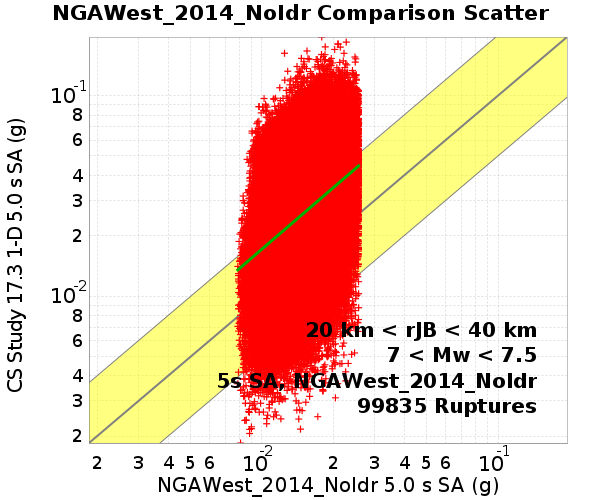 NGAWest_2014_NoIdr Comparison Scatter
CS Study 17.3 1-D 5.0 s SA (g)
10-1
8
6
4
3
2
10-2
8
6
4
3
2
20 km < rJB < 40 km
7 < Mw < 7.5
5s SA, NGAWest_2014_NoIdr
99835 Ruptures
2 3 4 5 6 10-2 2 3 4 5 6 10-1
NGAWest_2014_NoIdr 5.0 s SA (g)